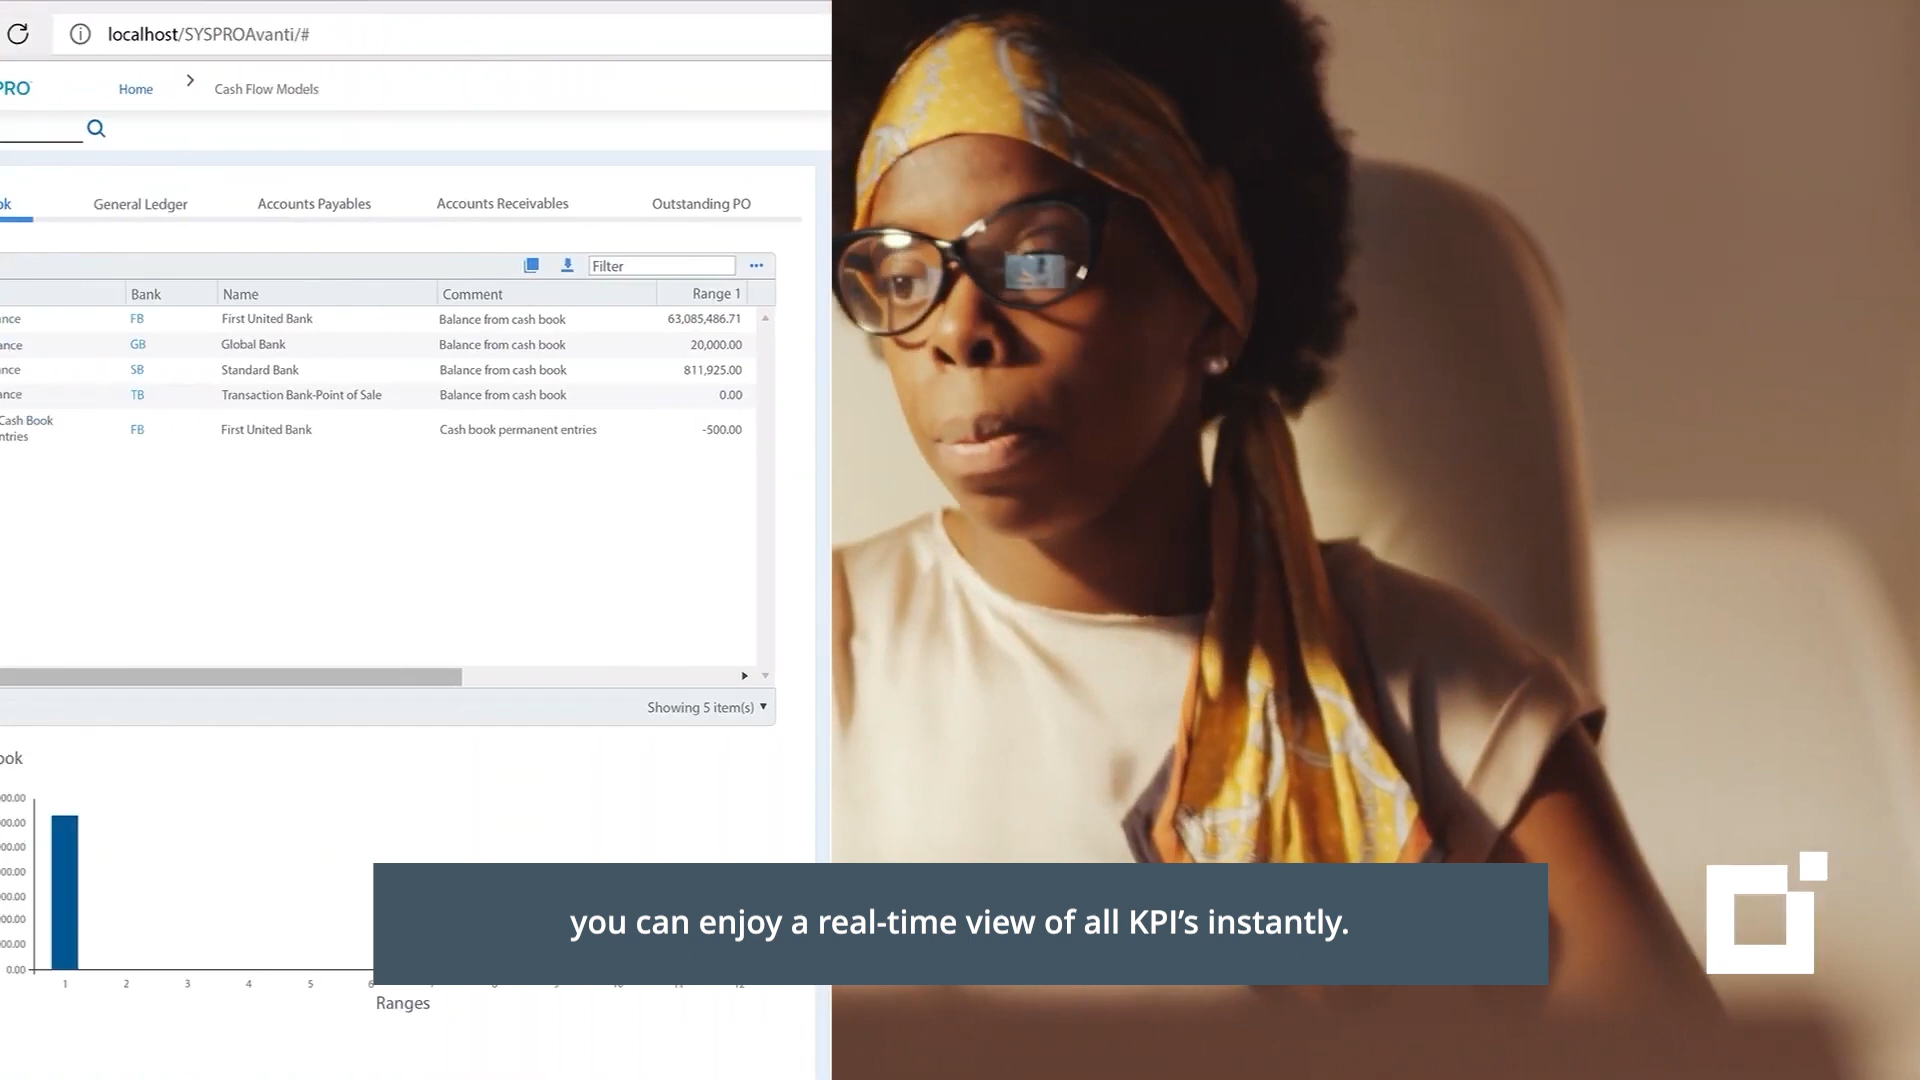 localhost/SYSPROAvanti/#
PRO
Home
Cash Flow Models
General Ledger
Accounts Payables
Accounts Receivables
Outstanding PO
Filter
Bank Name Comment Range 1
FB First United Bank Balance from cash book 63,085,486.71
GB Global Bank Balance from cash book 20,000.00
SB Standard Bank Balance from cash book 811,925.00
TB Transaction Bank-Point of Sale Balance from cash book 0.00
Cash Book
ntries
FB First United Bank Cash book permanent entries -500.00
Showing 5 item(s)
ook
0.00
1 2 3 4 5
Ranges
you can enjoy a real-time view of all KPI’s instantly.